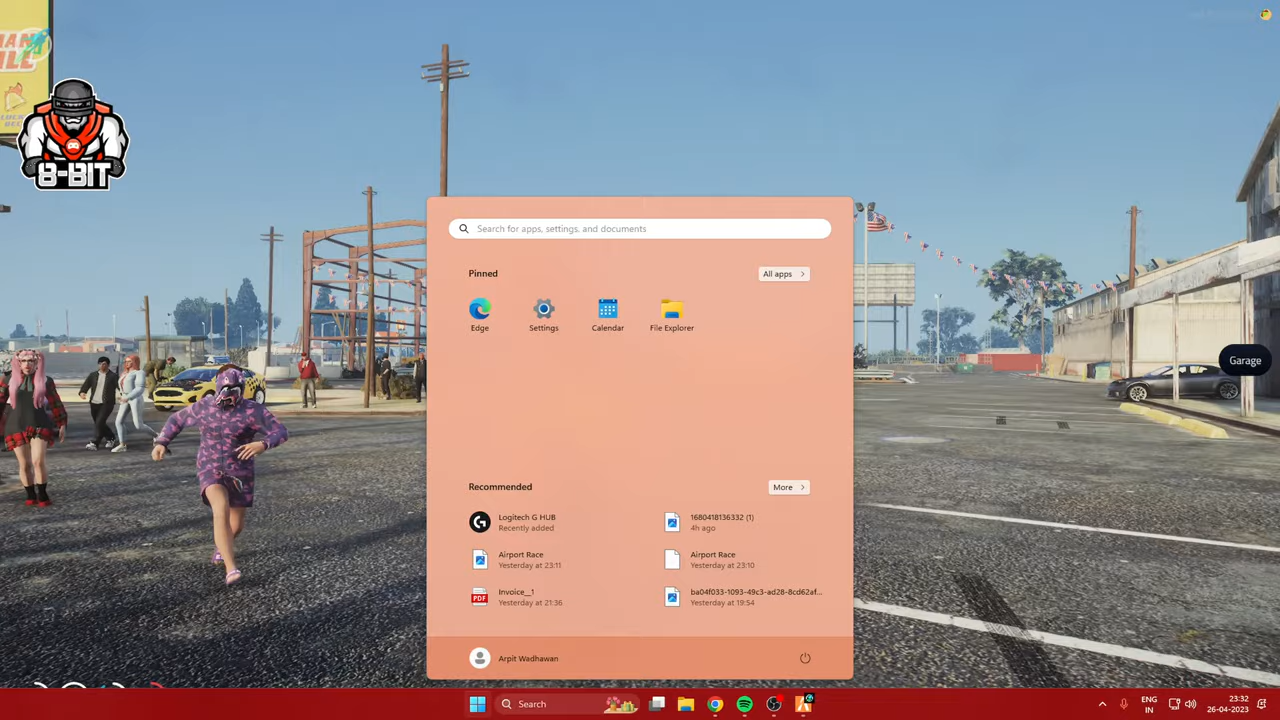 8-BIT
Search for apps, settings, and documents
Pinned
All apps
Edge
Settings
Calendar
File Explorer
Garage
Recommended
More
Logitech G HUB
Recently added
1680418136332 (1)
4h ago
Airport Race
Yesterday at 23:11
Airport Race
Yesterday at 23:10
PDF
Invoice__1
Yesterday at 21:36
ba04f033-1093-49c3-ad28-8cd62af...
Yesterday at 19:54
Arpit Wadhawan
Search
ENG
IN
23:32
26-04-2023